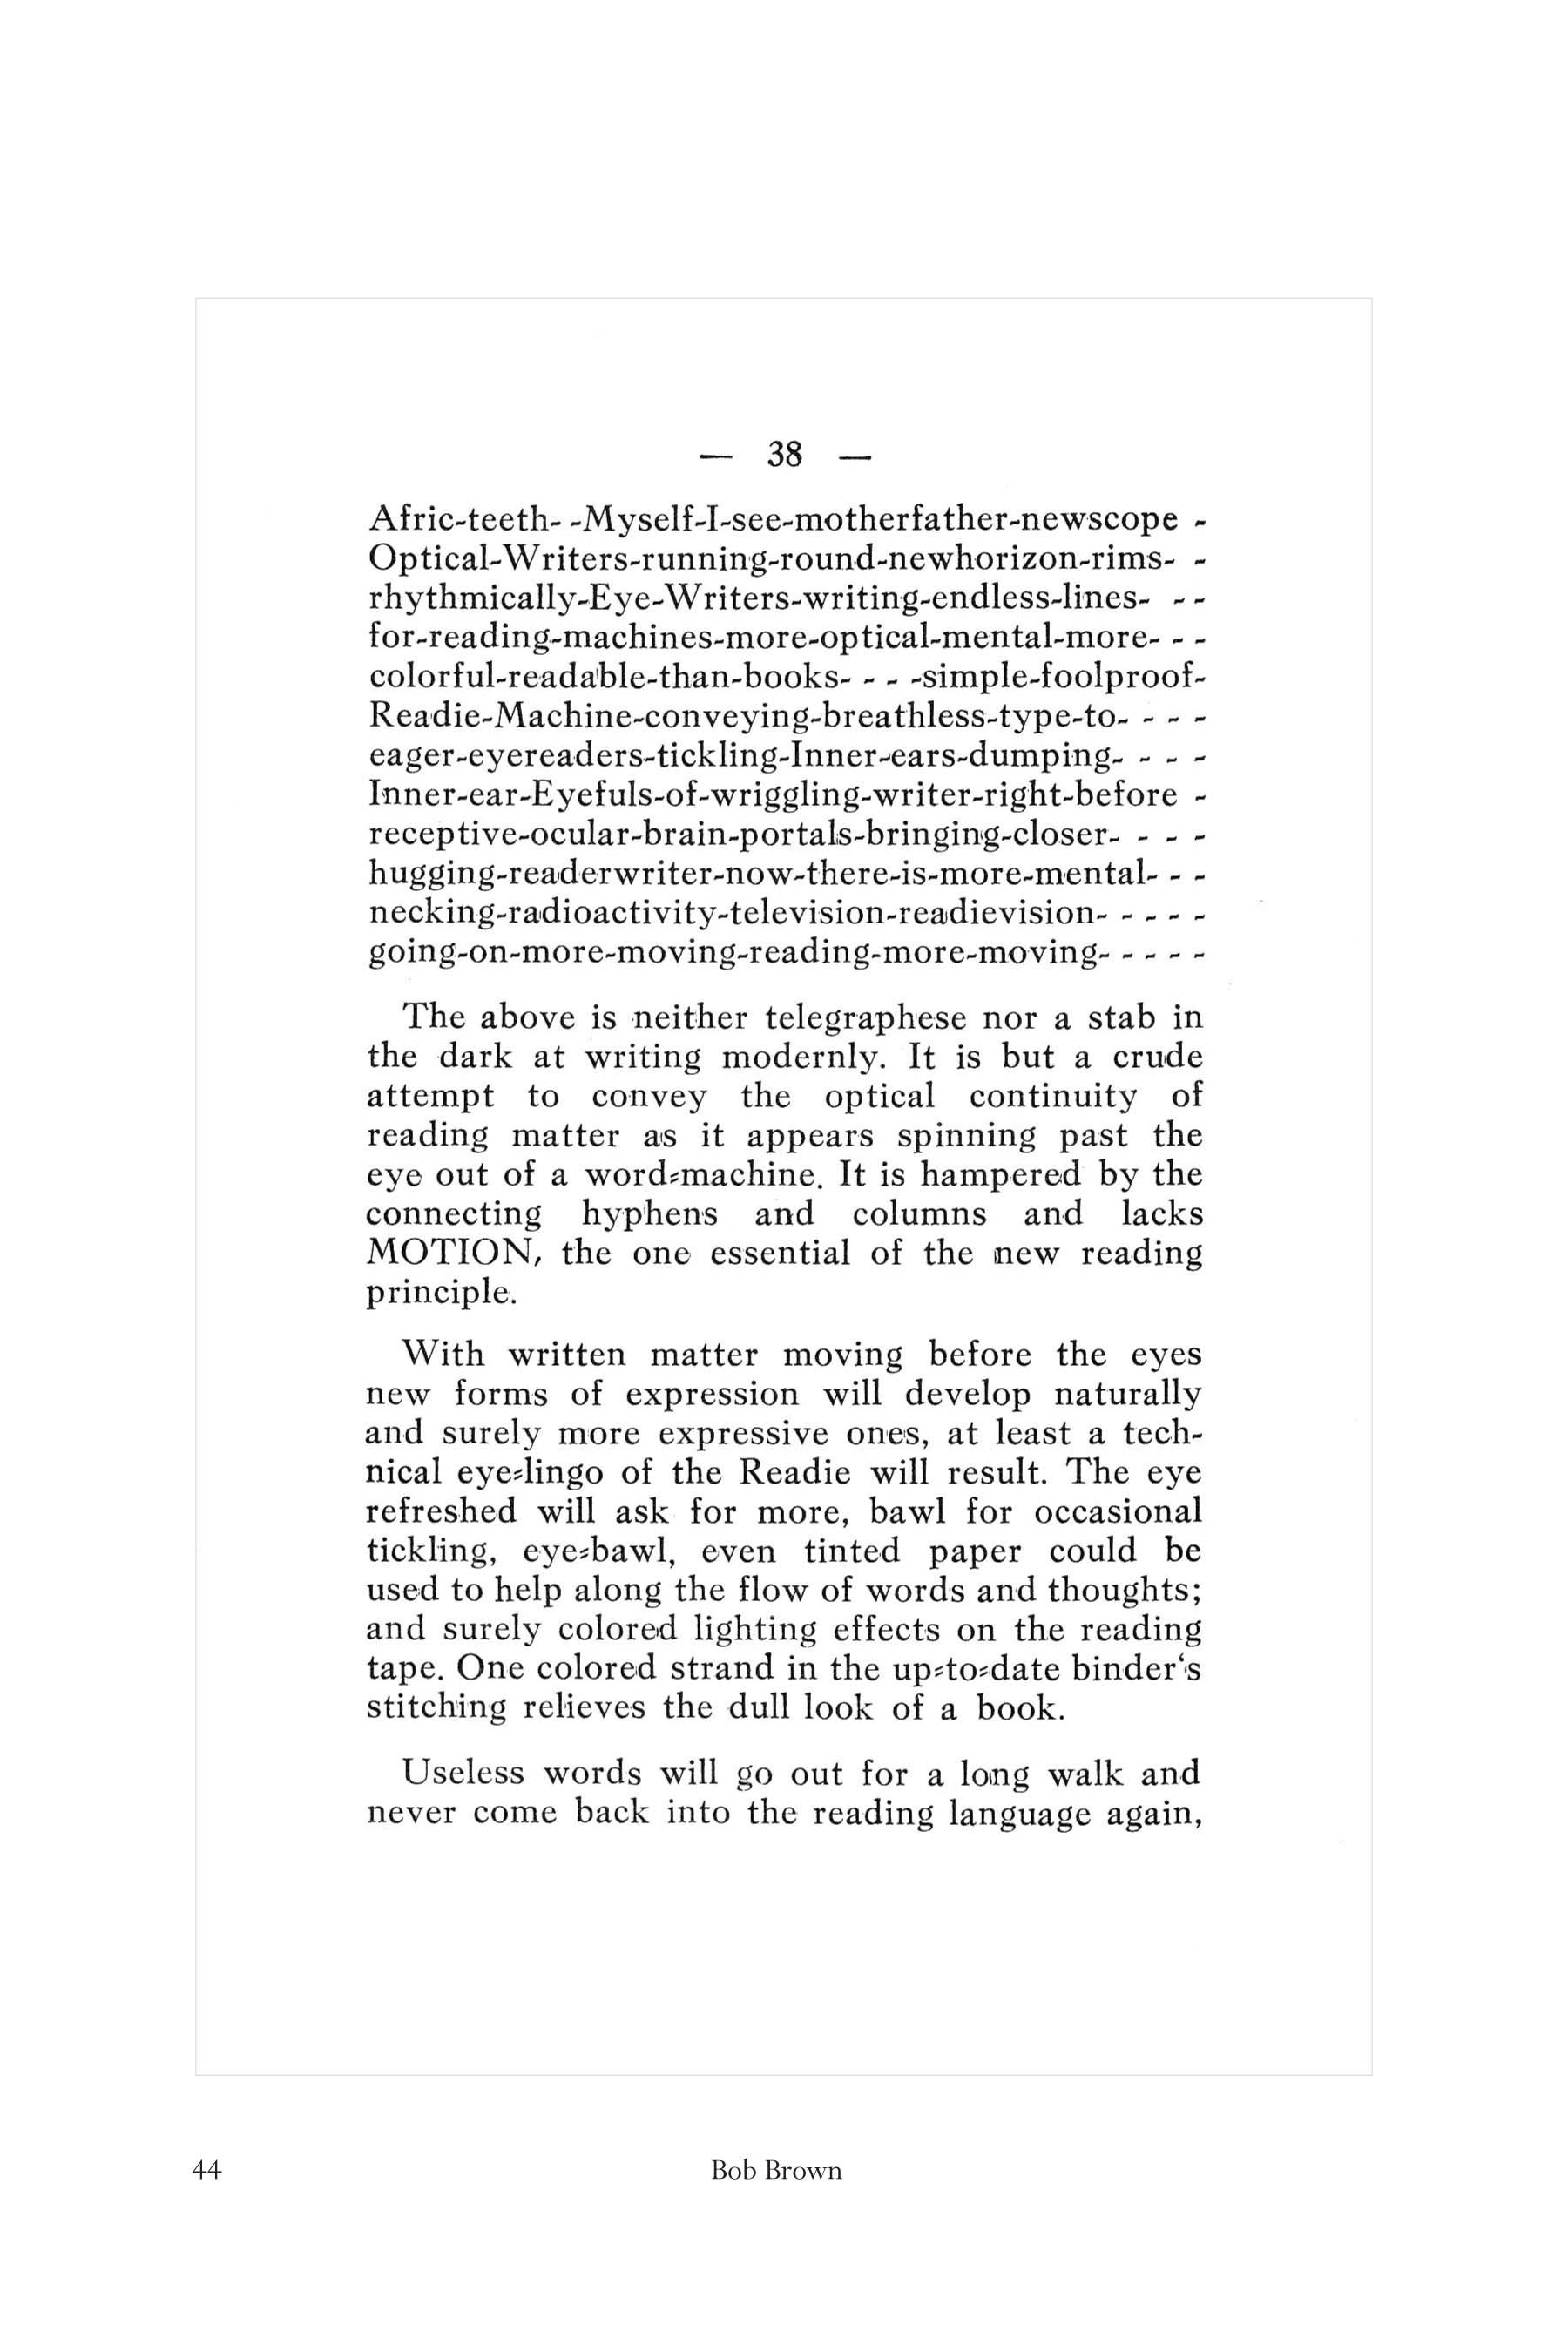 — 38 —
Afric-teeth- -Myself-I-see-motherfather-newscope -
Optical-Writers-running-round-newhorizon-rims- -
rhythmically-Eye-Writers-writing-endless-lines- - -
for-reading-machines-more-optical-mental-more- - -
colorful-readable-than-books- - - -simple-foolproof-
Readie-Machine-conveying-breathless-type-to- - - -
eager-eyereaders-tickling-Inner-ears-dumping- - - -
Inner-ear-Eyefuls-of-wriggling-writer-right-before -
receptive-ocular-brain-portals-bringing-closer- - - -
hugging-readerwriter-now-there-is-more-mental- - -
necking-radioactivity-television-readievision- - - - -
going-on-more-moving-reading-more-moving- - - - -
The above is neither telegraphese nor a stab in
the dark at writing modernly. It is but a crude
attempt to convey the optical continuity of
reading matter as it appears spinning past the
eye out of a word-machine. It is hampered by the
connecting hyphens and columns and lacks
MOTION, the one essential of the new reading
principle.
With written matter moving before the eyes
new forms of expression will develop naturally
and surely more expressive ones, at least a tech-
nical eye-lingo of the Readie will result. The eye
refreshed will ask for more, bawl for occasional
tickling, eye-bawl, even tinted paper could be
used to help along the flow of words and thoughts;
and surely colored lighting effects on the reading
tape. One colored strand in the up-to-date binder‘s
stitching relieves the dull look of a book.
Useless words will go out for a long walk and
never come back into the reading language again,
44 Bob Brown